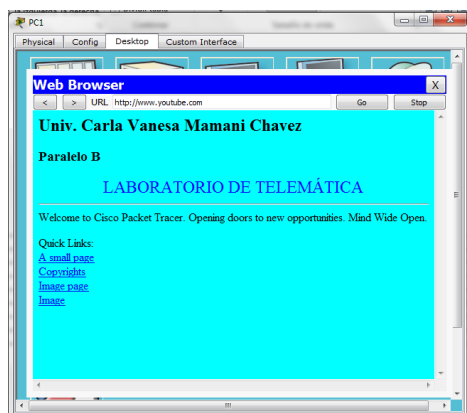 PC1
Physical Config Desktop Custom Interface
Web Browser X
< > URL http://www.youtube.com Go Stop
Univ. Carla Vanesa Mamani Chavez
Paralelo B
LABORATORIO DE TELEMÁTICA
Welcome to Cisco Packet Tracer. Opening doors to new opportunities. Mind Wide Open.
Quick Links:
A small page
Copyrights
Image page
Image